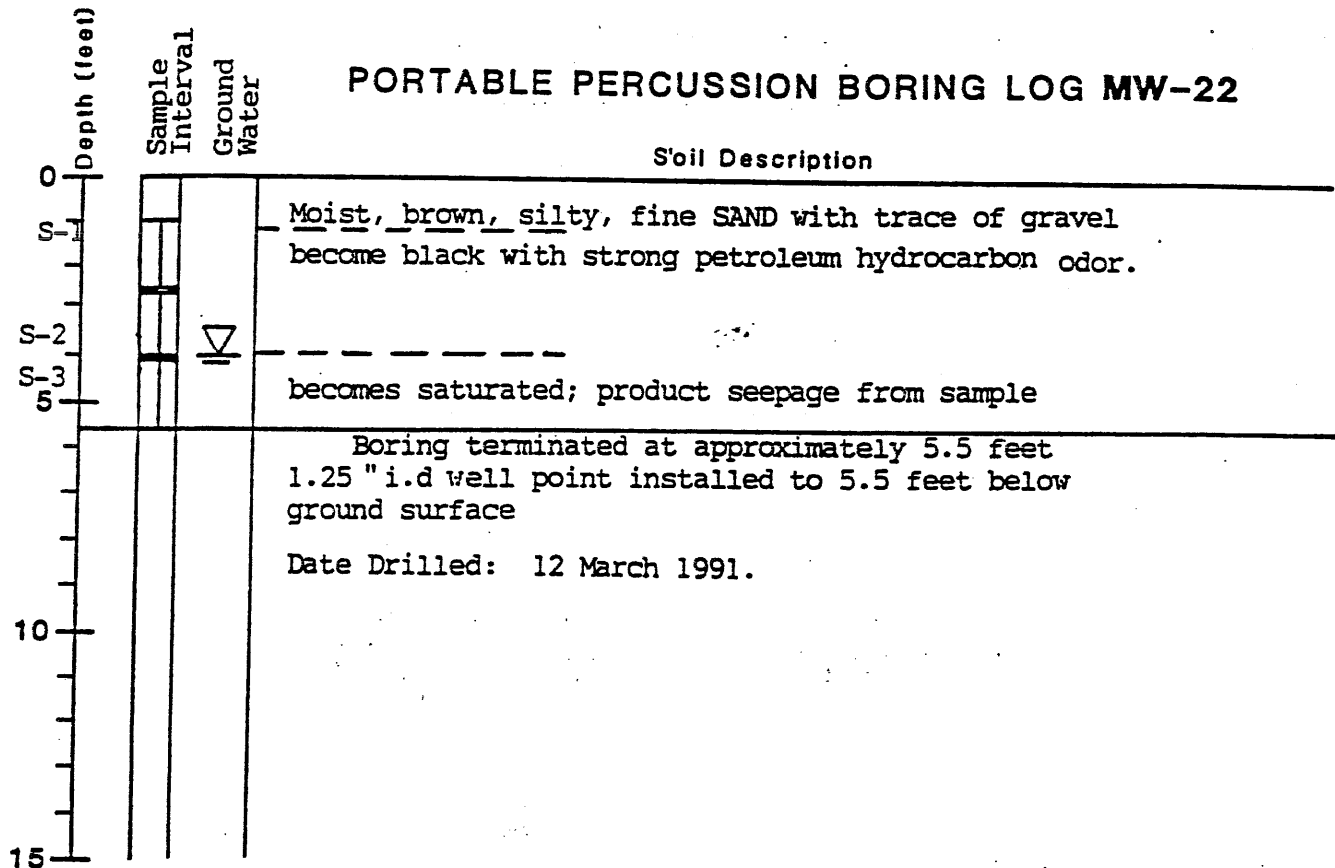 PORTABLE PERCUSSION BORING LOG MW-22
Depth (feet)
Sample
Interval
Ground
Water
S'oil Description
0
S-1
Moist, brown, silty, fine SAND with trace of gravel
become black with strong petroleum hydrocarbon odor.
S-2
S-3
5
becomes saturated; product seepage from sample
Boring terminated at approximately 5.5 feet
1.25 "i.d well point installed to 5.5 feet below
ground surface
Date Drilled: 12 March 1991.
10
15